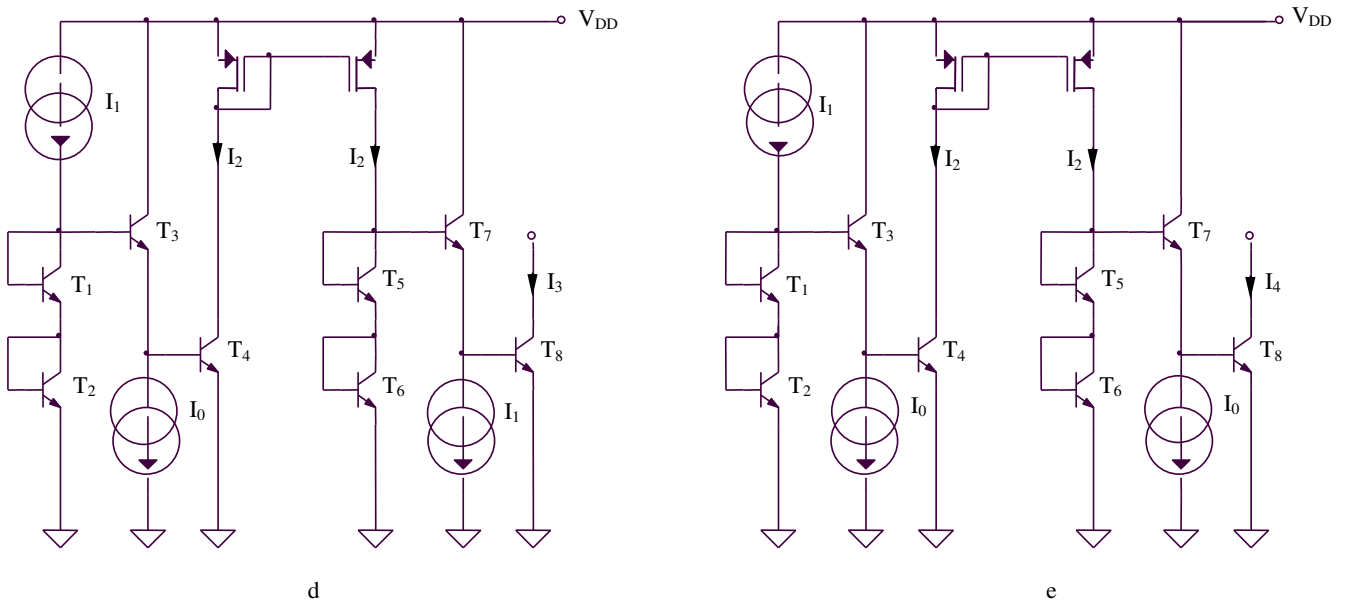 V_DD
I_1
I_2
I_2
T_3
T_7
T_1
T_5
I_3
T_4
T_8
T_2
T_6
I_0
I_1
d
V_DD
I_1
I_2
I_2
T_3
T_7
T_1
T_5
I_4
T_4
T_8
T_2
T_6
I_0
I_0
e